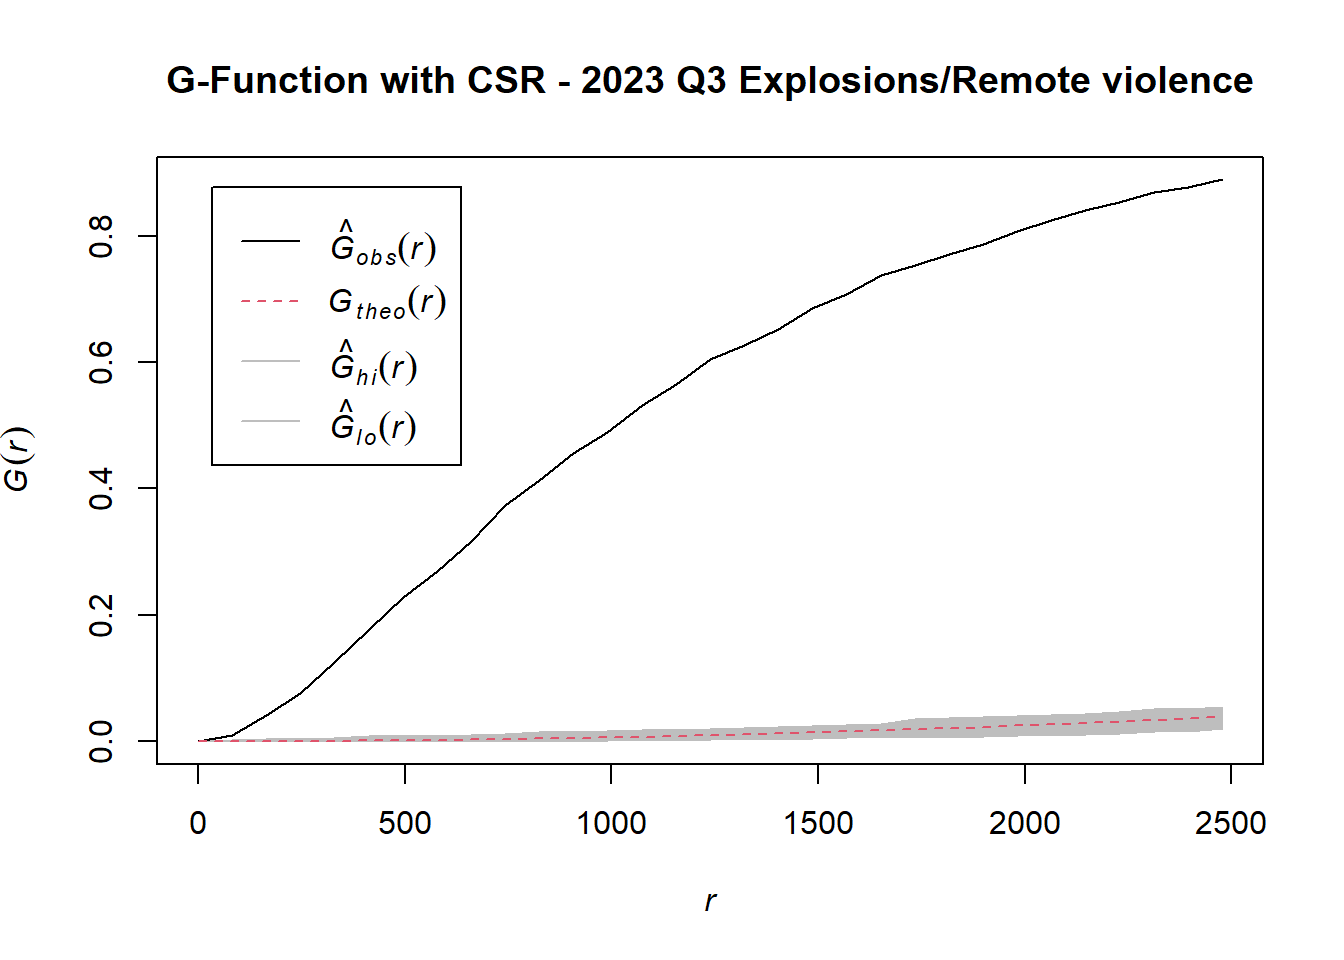 G-Function with CSR - 2023 Q3 Explosions/Remote violence
Ĝobs(r)
Gtheo(r)
Ĝhi(r)
Ĝlo(r)
G(r)
0.8
0.6
0.4
0.2
0.0
0 500 1000 1500 2000 2500
r